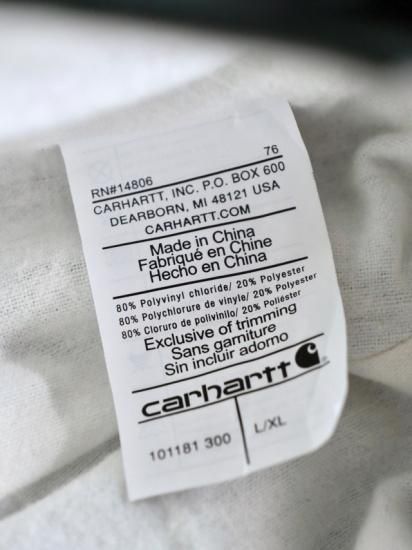 RN#14806 76
CARHARTT, INC. P.O. BOX 600
DEARBORN, MI 48121 USA
CARHARTT.COM
Made in China
Fabriqué en Chine
Hecho en China
80% Polyvinyl chloride/ 20% Polyester
80% Polychlorure de vinyle/ 20% Polyester
80% Cloruro de polivinilo/ 20% Poliéster
Exclusive of trimming
Sans garniture
Sin incluir adorno
carhartt
101181 300 L/XL